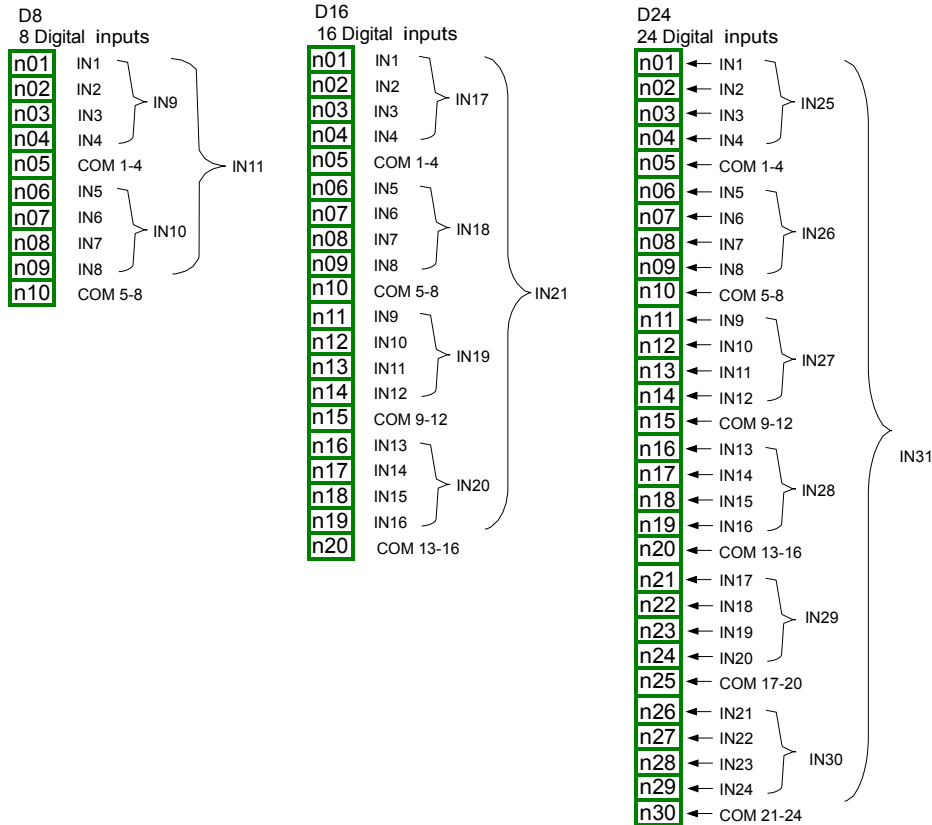 D8
8 Digital inputs
n01 IN1
n02 IN2
IN9
n03 IN3
n04 IN4
n05 COM 1-4
IN11
n06 IN5
n07 IN6
IN10
n08 IN7
n09 IN8
n10 COM 5-8
D16
16 Digital inputs
n01 IN1
n02 IN2
IN17
n03 IN3
n04 IN4
n05 COM 1-4
n06 IN5
n07 IN6
IN18
n08 IN7
n09 IN8
n10 COM 5-8
IN21
n11 IN9
n12 IN10
IN19
n13 IN11
n14 IN12
n15 COM 9-12
n16 IN13
n17 IN14
IN20
n18 IN15
n19 IN16
n20 COM 13-16
D24
24 Digital inputs
n01 IN1
n02 IN2
IN25
n03 IN3
n04 IN4
n05 COM 1-4
n06 IN5
n07 IN6
IN26
n08 IN7
n09 IN8
n10 COM 5-8
n11 IN9
n12 IN10
IN27
n13 IN11
n14 IN12
n15 COM 9-12
n16 IN13
IN31
n17 IN14
IN28
n18 IN15
n19 IN16
n20 COM 13-16
n21 IN17
n22 IN18
IN29
n23 IN19
n24 IN20
n25 COM 17-20
n26 IN21
n27 IN22
IN30
n28 IN23
n29 IN24
n30 COM 21-24